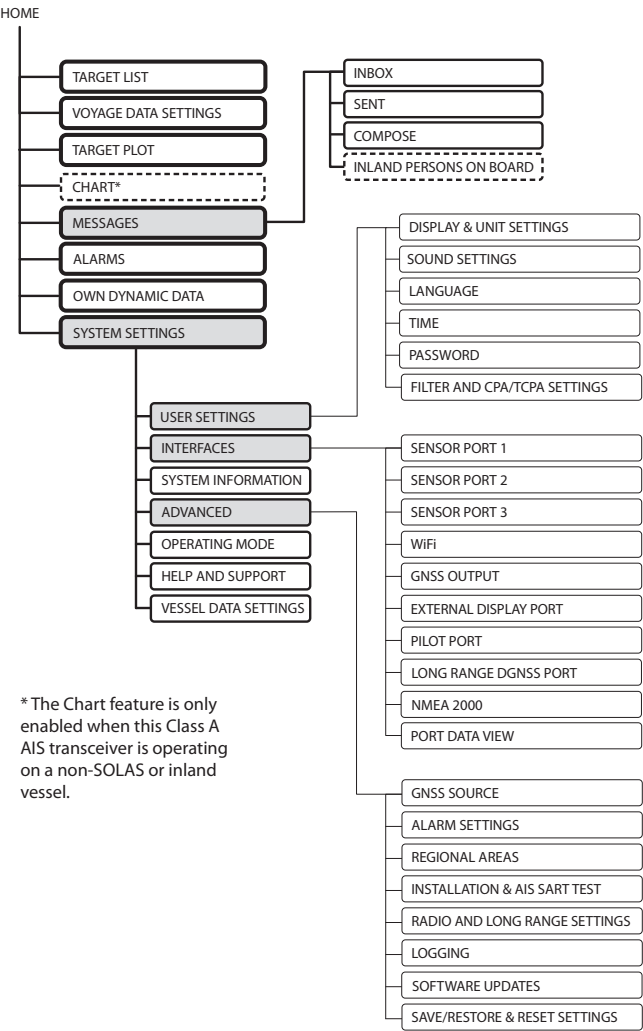 HOME
TARGET LIST
VOYAGE DATA SETTINGS
TARGET PLOT
CHART*
MESSAGES
ALARMS
OWN DYNAMIC DATA
SYSTEM SETTINGS
INBOX
SENT
COMPOSE
INLAND PERSONS ON BOARD
USER SETTINGS
INTERFACES
SYSTEM INFORMATION
ADVANCED
OPERATING MODE
HELP AND SUPPORT
VESSEL DATA SETTINGS
DISPLAY & UNIT SETTINGS
SOUND SETTINGS
LANGUAGE
TIME
PASSWORD
FILTER AND CPA/TCPA SETTINGS
SENSOR PORT 1
SENSOR PORT 2
SENSOR PORT 3
WiFi
GNSS OUTPUT
EXTERNAL DISPLAY PORT
PILOT PORT
LONG RANGE DGNSS PORT
NMEA 2000
PORT DATA VIEW
GNSS SOURCE
ALARM SETTINGS
REGIONAL AREAS
INSTALLATION & AIS SART TEST
RADIO AND LONG RANGE SETTINGS
LOGGING
SOFTWARE UPDATES
SAVE/RESTORE & RESET SETTINGS
* The Chart feature is only
enabled when this Class A
AIS transceiver is operating
on a non-SOLAS or inland
vessel.